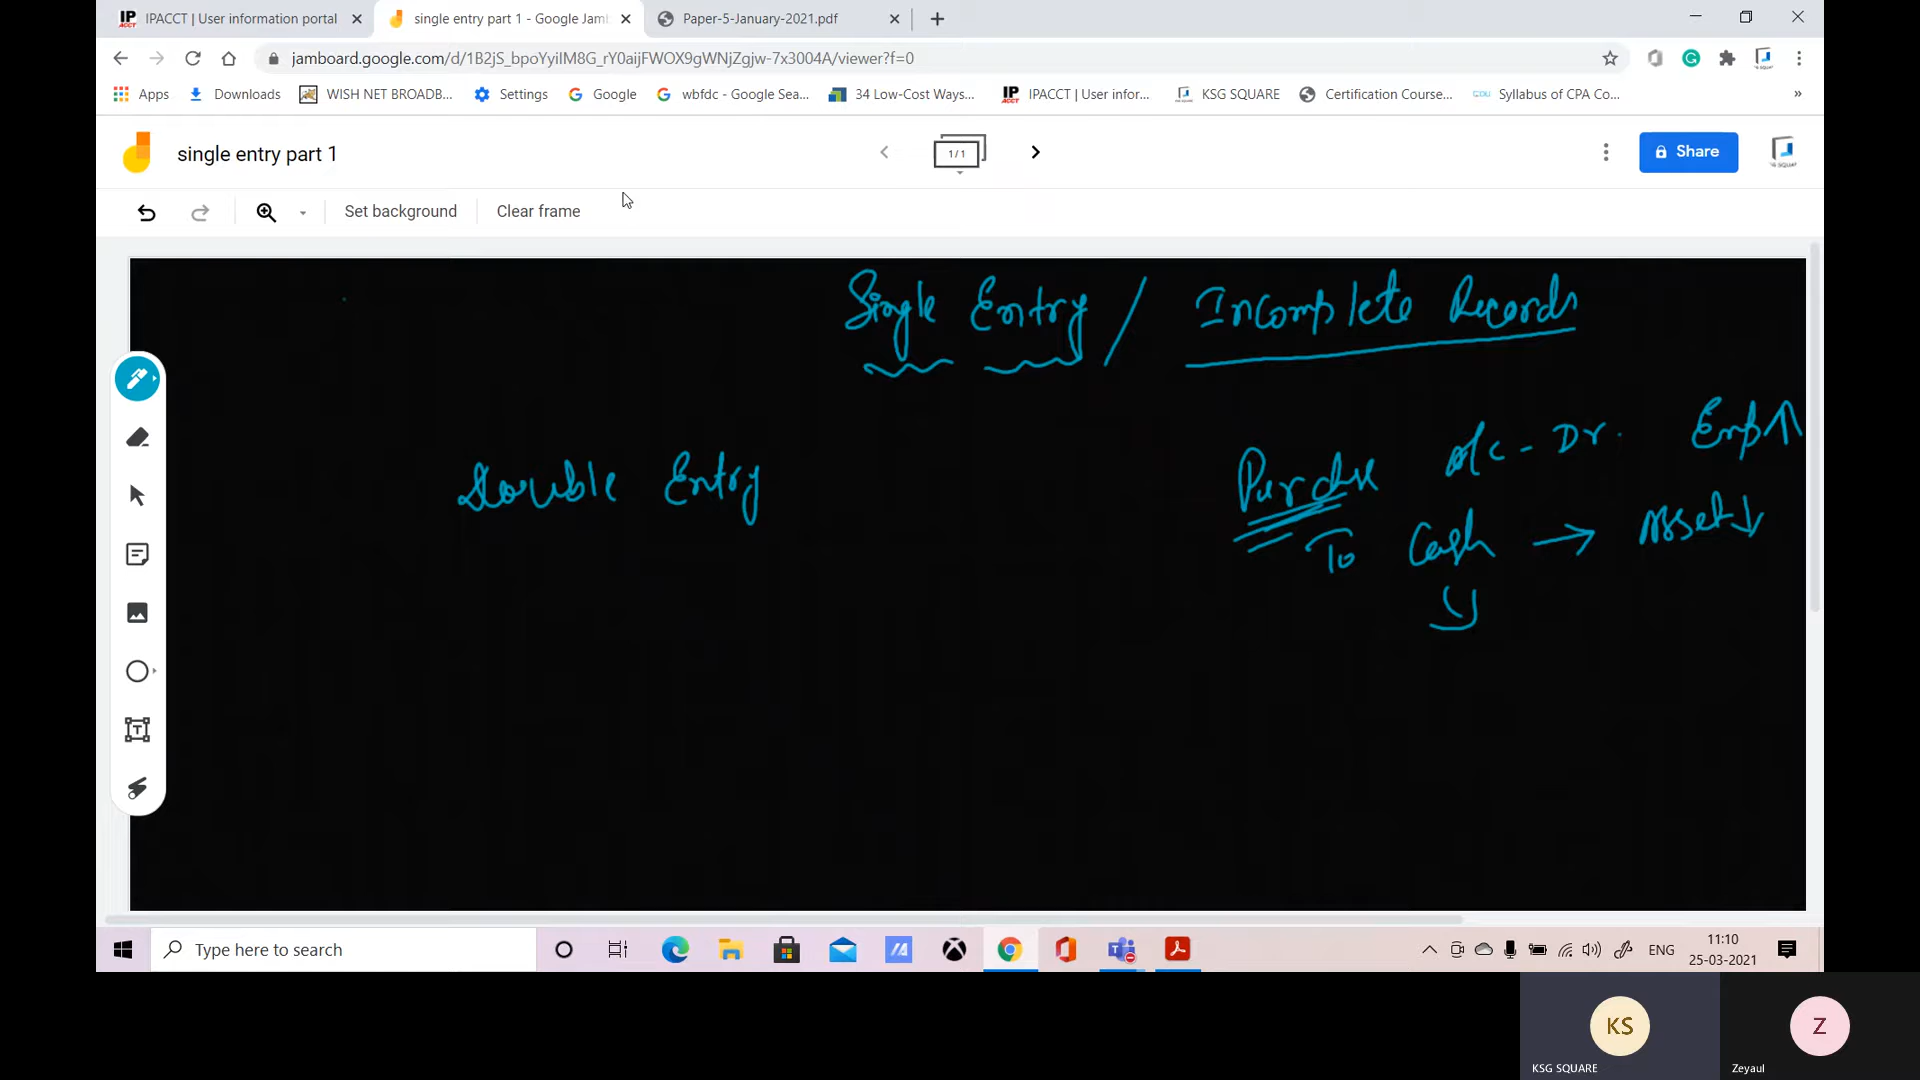 IPACCT | User information portal
single entry part 1 - Google Jamb
Paper-5-January-2021.pdf
jamboard.google.com/d/1B2jS_bpoYyiIM8G_rY0aijFWOX9gWNjZgjw-7x3004A/viewer?f=0
Apps
Downloads
WISH NET BROADB...
Settings
Google
wbfdc - Google Sea...
34 Low-Cost Ways...
IPACCT | User infor...
KSG SQUARE
Certification Course...
Syllabus of CPA Co...
»
single entry part 1
1 / 1
Share
Set background
Clear frame
Single Entry / Incomplete Records
Double Entry
Purchase A/c - Dr. Exp↑
To Cash → Asset↓
Type here to search
ENG
11:10
25-03-2021
KS
KSG SQUARE
Z
Zeyaul